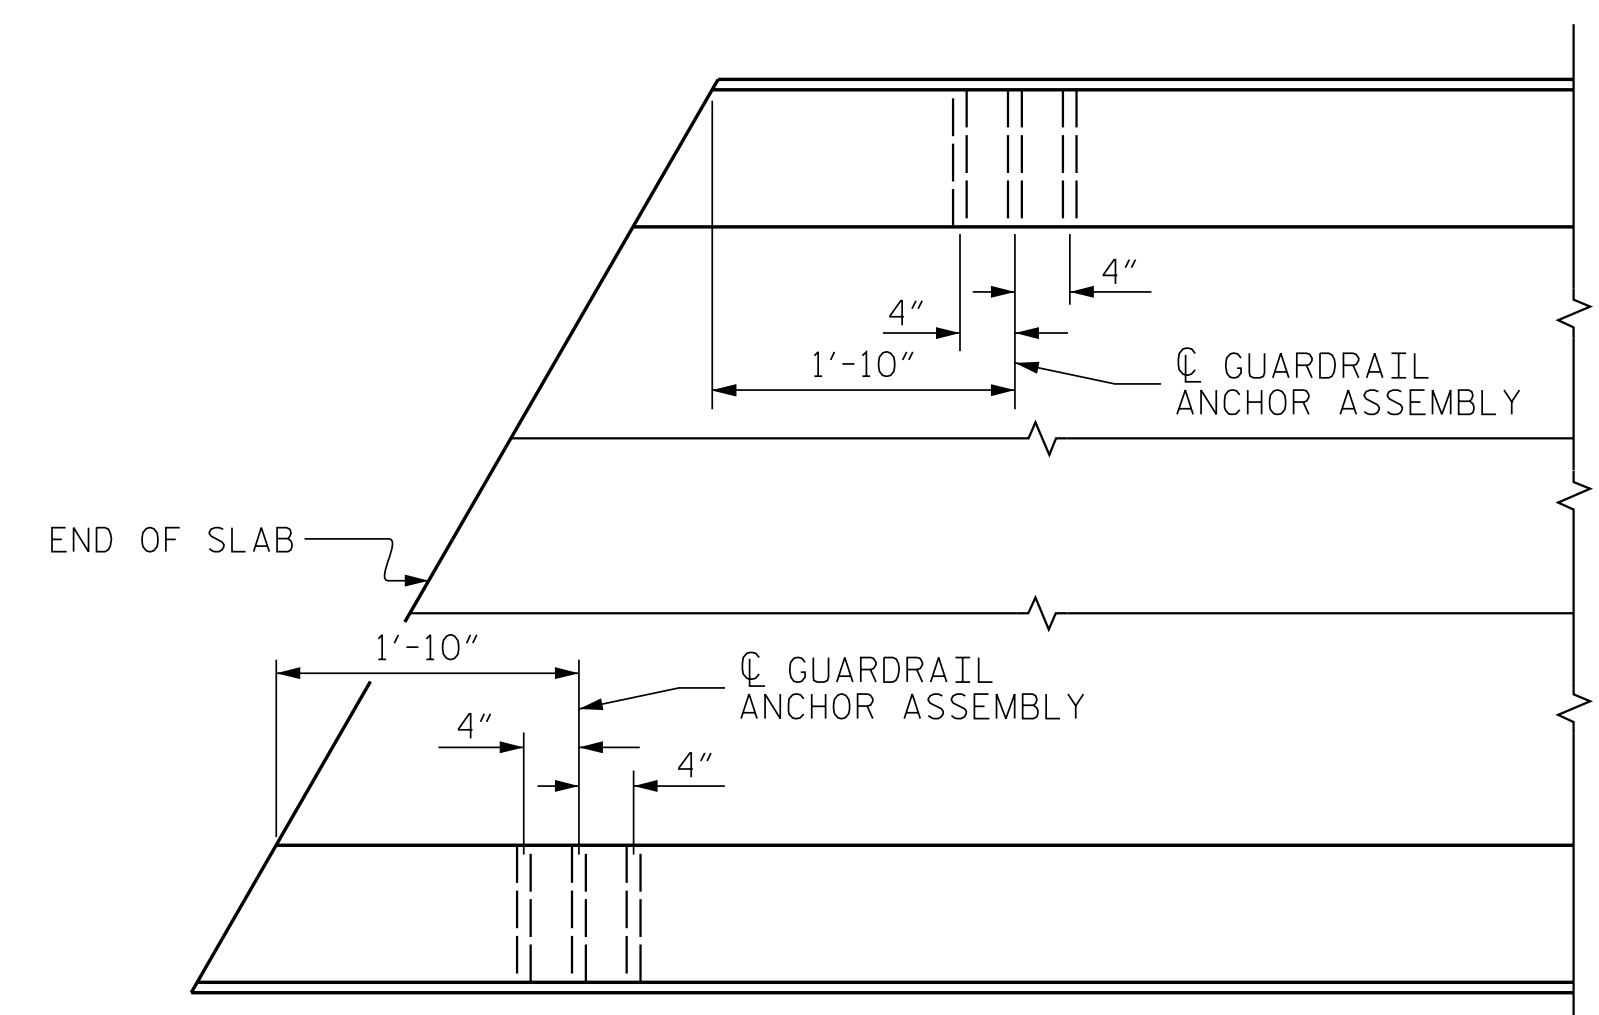 4"
4"
1'-10"
℄ GUARDRAIL
ANCHOR ASSEMBLY
END OF SLAB
1'-10"
℄ GUARDRAIL
ANCHOR ASSEMBLY
4"
4"